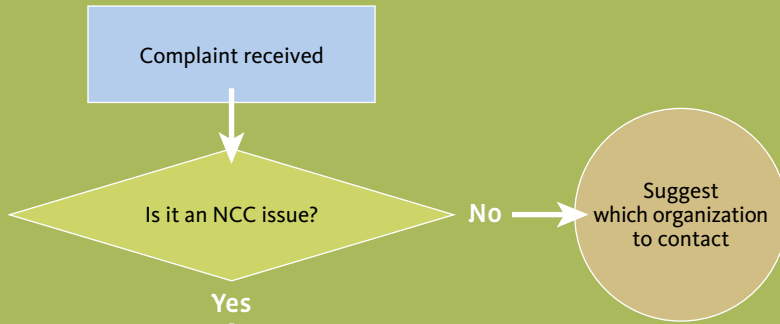 Complaint received
Is it an NCC issue?
No
Suggest
which organization
to contact
Yes